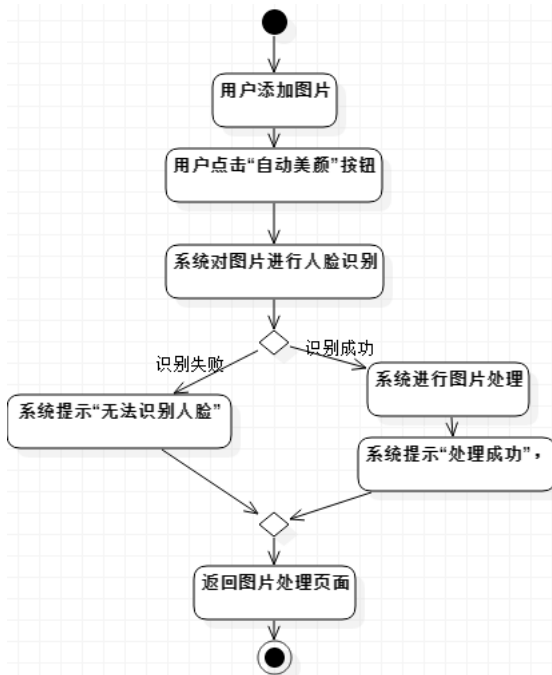 用户添加图片
用户点击“自动美颜”按钮
系统对图片进行人脸识别
识别失败
识别成功
系统进行图片处理
系统提示“无法识别人脸”
系统提示“处理成功”，
返回图片处理页面